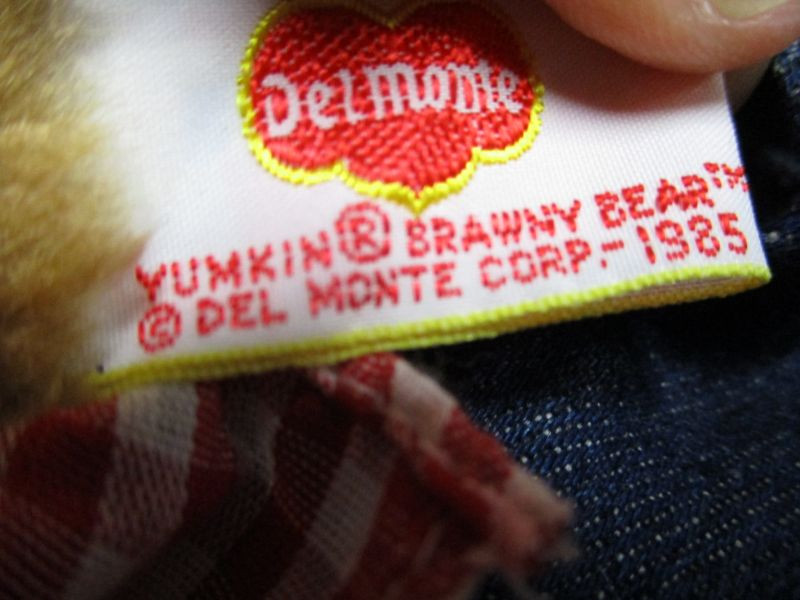 Del Monte
YUMKIN® BRAWNY BEAR™
© DEL MONTE CORP.-1985